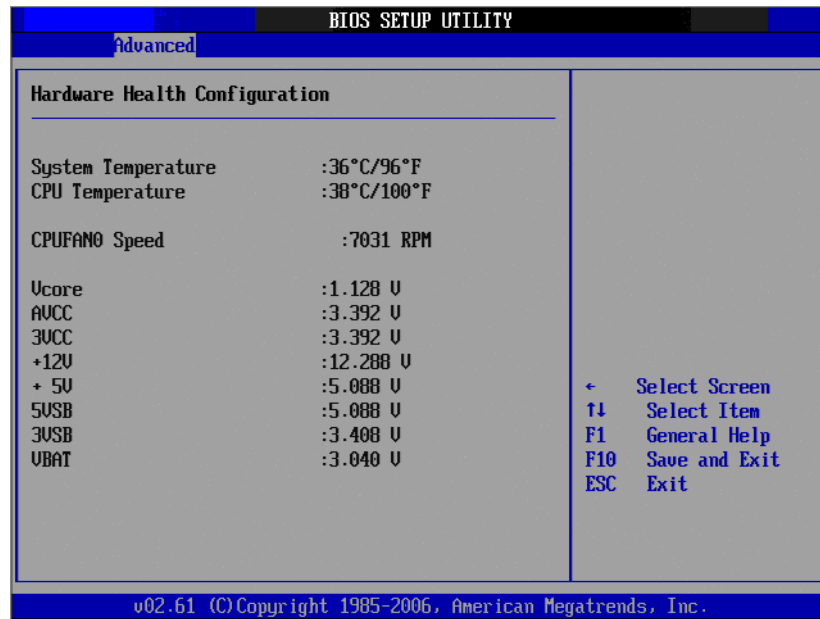 BIOS SETUP UTILITY
Advanced
Hardware Health Configuration
System Temperature :36°C/96°F
CPU Temperature :38°C/100°F
CPUFAN0 Speed :7031 RPM
Vcore :1.128 V
AVCC :3.392 V
3VCC :3.392 V
+12V :12.288 V
+ 5V :5.088 V
5VSB :5.088 V
3VSB :3.408 V
VBAT :3.040 V
← Select Screen
↑↓ Select Item
F1 General Help
F10 Save and Exit
ESC Exit
v02.61 (C)Copyright 1985-2006, American Megatrends, Inc.